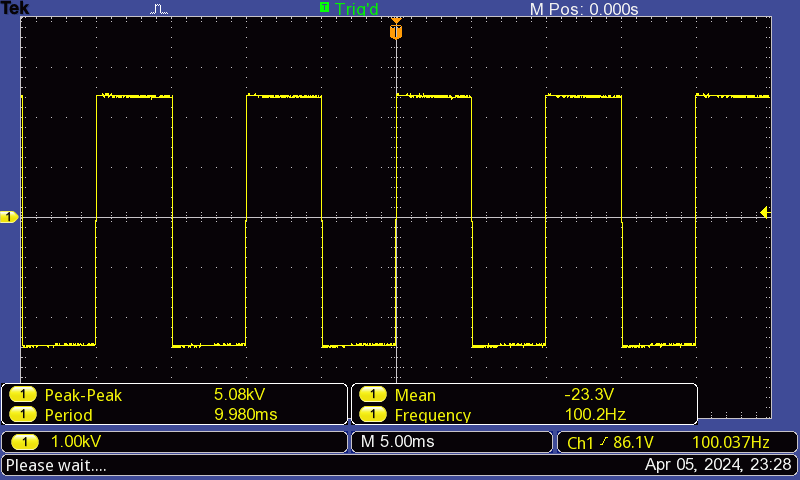 Tek T Trig'd M Pos: 0.000s
T
1
1 Peak-Peak 5.08kV 1 Mean -23.3V
1 Period 9.980ms 1 Frequency 100.2Hz
1 1.00kV M 5.00ms Ch1 86.1V 100.037Hz
Please wait.... Apr 05, 2024, 23:28